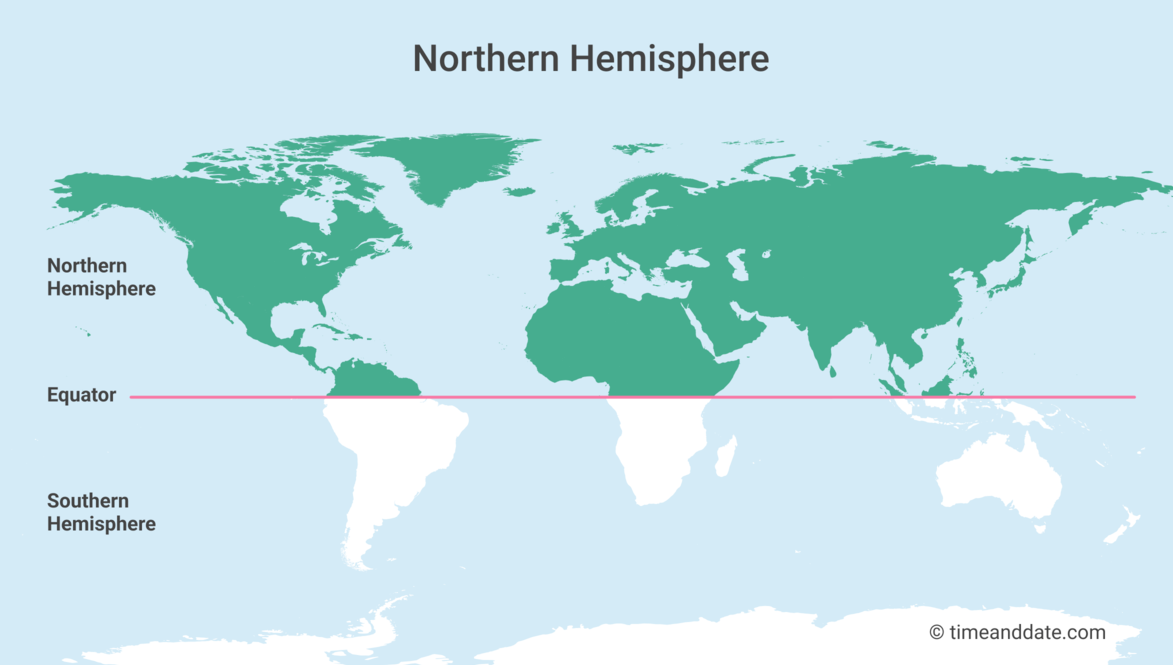 Northern Hemisphere
Northern
Hemisphere
Equator
Southern
Hemisphere
© timeanddate.com